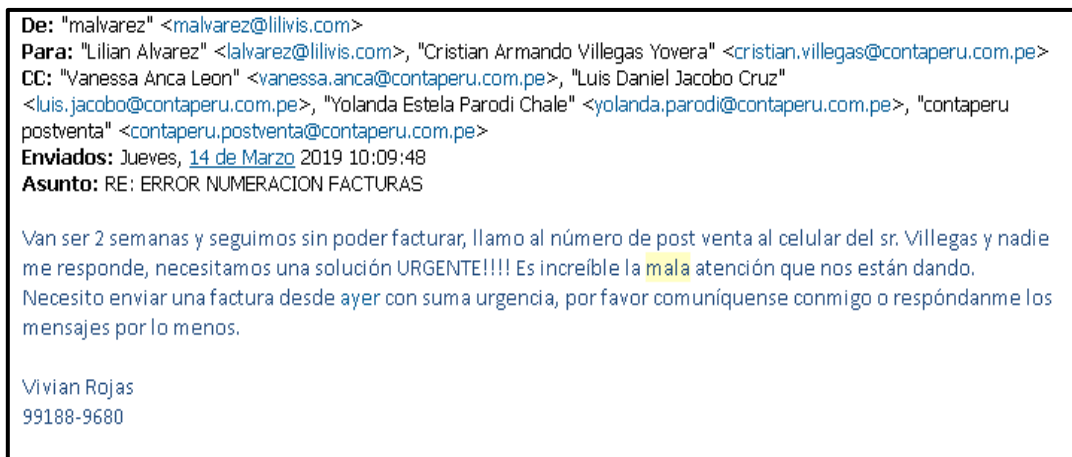 De: "malvarez" <malvarez@lilivis.com>
Para: "Lilian Alvarez" <lalvarez@lilivis.com>, "Cristian Armando Villegas Yovera" <cristian.villegas@contaperu.com.pe>
CC: "Vanessa Anca Leon" <vanessa.anca@contaperu.com.pe>, "Luis Daniel Jacobo Cruz"
<luis.jacobo@contaperu.com.pe>, "Yolanda Estela Parodi Chale" <yolanda.parodi@contaperu.com.pe>, "contaperu
postventa" <contaperu.postventa@contaperu.com.pe>
Enviados: Jueves, 14 de Marzo 2019 10:09:48
Asunto: RE: ERROR NUMERACION FACTURAS
Van ser 2 semanas y seguimos sin poder facturar, llamo al número de post venta al celular del sr. Villegas y nadie
me responde, necesitamos una solución URGENTE!!!! Es increíble la mala atención que nos están dando.
Necesito enviar una factura desde ayer con suma urgencia, por favor comuníquense conmigo o respóndanme los
mensajes por lo menos.
Vivian Rojas
99188-9680